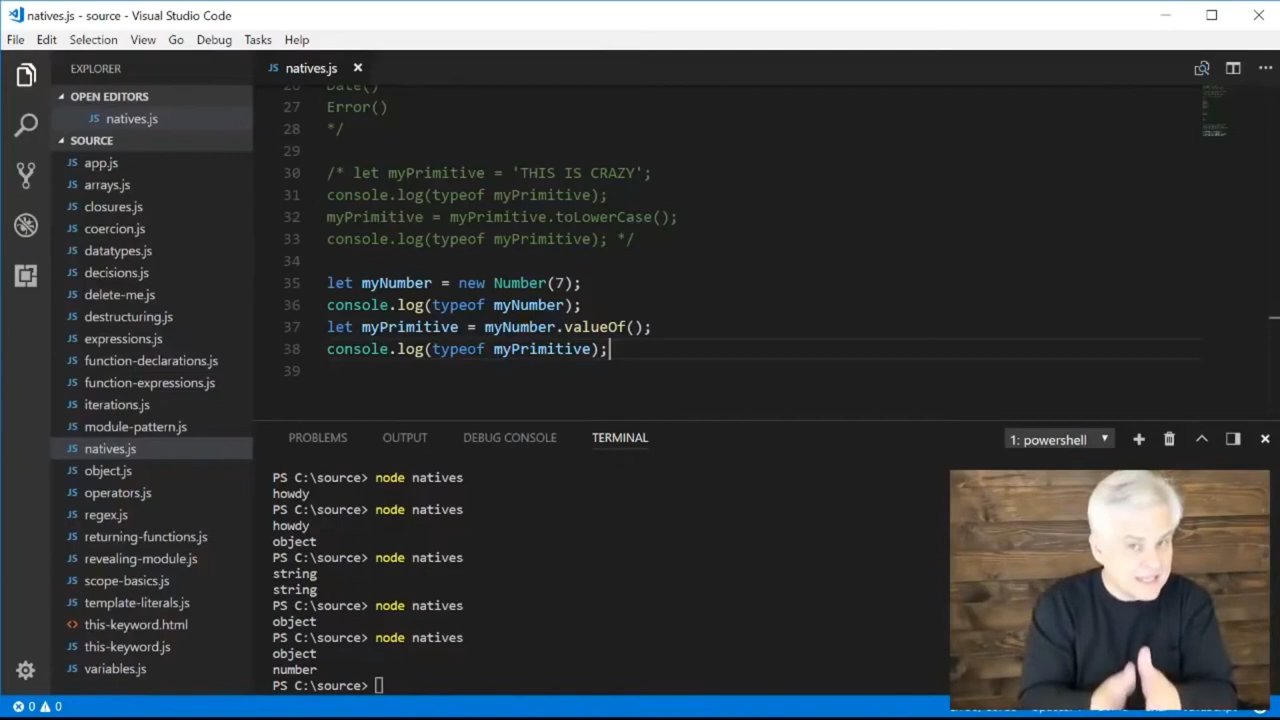 natives.js - source - Visual Studio Code
File Edit Selection View Go Debug Tasks Help
EXPLORER
OPEN EDITORS
JS natives.js
SOURCE
JS app.js
JS arrays.js
JS closures.js
JS coercion.js
JS datatypes.js
JS decisions.js
JS delete-me.js
JS destructuring.js
JS expressions.js
JS function-declarations.js
JS function-expressions.js
JS iterations.js
JS module-pattern.js
JS natives.js
JS object.js
JS operators.js
JS regex.js
JS returning-functions.js
JS revealing-module.js
JS scope-basics.js
JS template-literals.js
<> this-keyword.html
JS this-keyword.js
JS variables.js
JS natives.js
26 Date()
27 Error()
28 */
29
30 /* let myPrimitive = 'THIS IS CRAZY';
31 console.log(typeof myPrimitive);
32 myPrimitive = myPrimitive.toLowerCase();
33 console.log(typeof myPrimitive); */
34
35 let myNumber = new Number(7);
36 console.log(typeof myNumber);
37 let myPrimitive = myNumber.valueOf();
38 console.log(typeof myPrimitive);
39
PROBLEMS OUTPUT DEBUG CONSOLE TERMINAL 1: powershell
PS C:\source> node natives
howdy
PS C:\source> node natives
howdy
object
PS C:\source> node natives
string
string
PS C:\source> node natives
object
PS C:\source> node natives
object
number
PS C:\source>
0 0